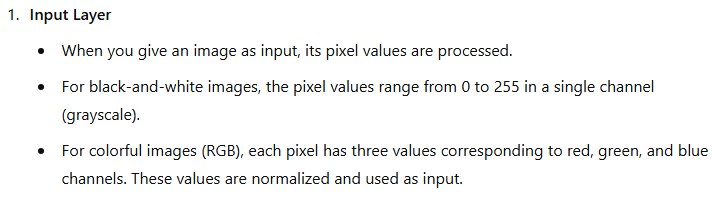 1. Input Layer
• When you give an image as input, its pixel values are processed.
• For black-and-white images, the pixel values range from 0 to 255 in a single channel
(grayscale).
• For colorful images (RGB), each pixel has three values corresponding to red, green, and blue
channels. These values are normalized and used as input.